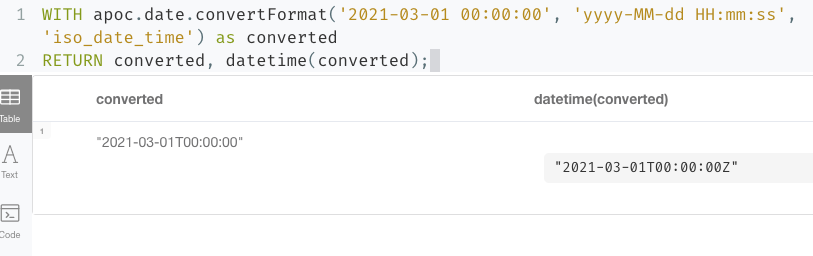 1 WITH apoc.date.convertFormat('2021-03-01 00:00:00', 'yyyy-MM-dd HH:mm:ss',
'iso_date_time') as converted
2 RETURN converted, datetime(converted);
converted datetime(converted)
Table
1
"2021-03-01T00:00:00"
"2021-03-01T00:00:00Z"
A
Text
Code